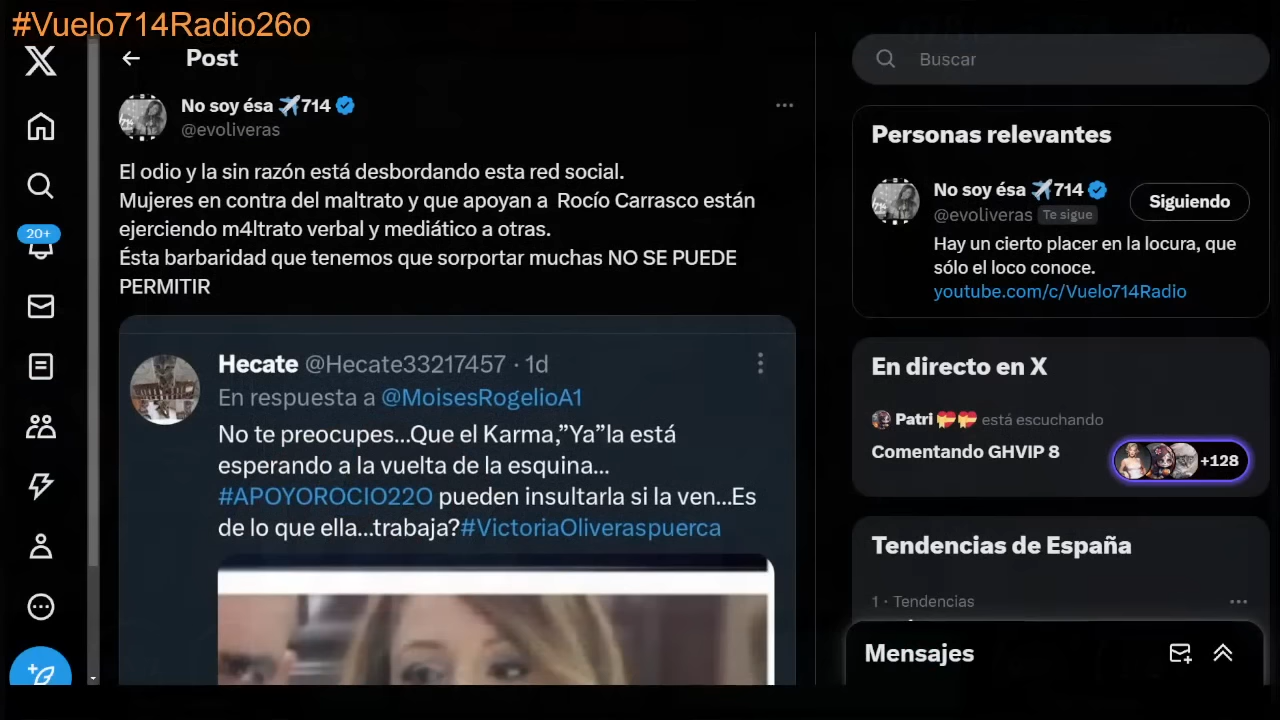 #Vuelo714Radio26o
Post
No soy ésa ✈️714
@evoliveras
El odio y la sin razón está desbordando esta red social.
Mujeres en contra del maltrato y que apoyan a Rocío Carrasco están
ejerciendo m4ltrato verbal y mediático a otras.
Ésta barbaridad que tenemos que sorportar muchas NO SE PUEDE
PERMITIR
Hecate @Hecate33217457 · 1d
En respuesta a @MoisesRogelioA1
No te preocupes...Que el Karma,”Ya”la está
esperando a la vuelta de la esquina...
#APOYOROCIO22O pueden insultarla si la ven...Es
de lo que ella...trabaja?#VictoriaOliveraspuerca
20+
Buscar
Personas relevantes
No soy ésa ✈️714
@evoliveras Te sigue
Siguiendo
Hay un cierto placer en la locura, que
sólo el loco conoce.
youtube.com/c/Vuelo714Radio
En directo en X
Patri 💝💝 está escuchando
Comentando GHVIP 8
+128
Tendencias de España
1 · Tendencias
Mensajes